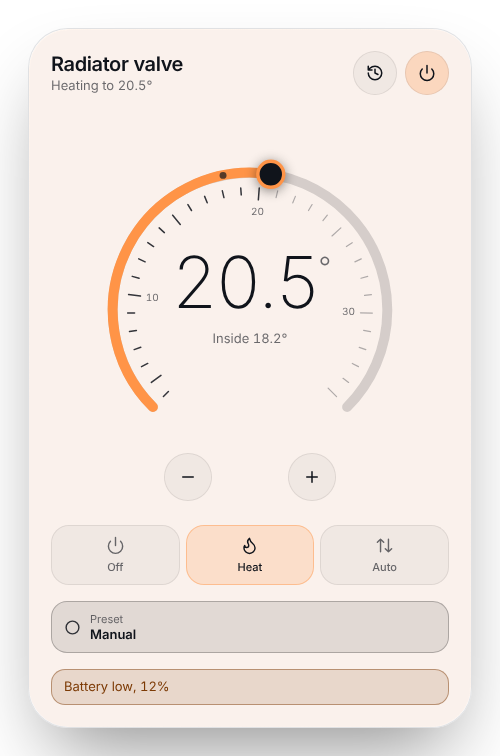 Radiator valve
Heating to 20.5°
20
10
30
20.5°
Inside 18.2°
Off
Heat
Auto
Preset
Manual
Battery low, 12%